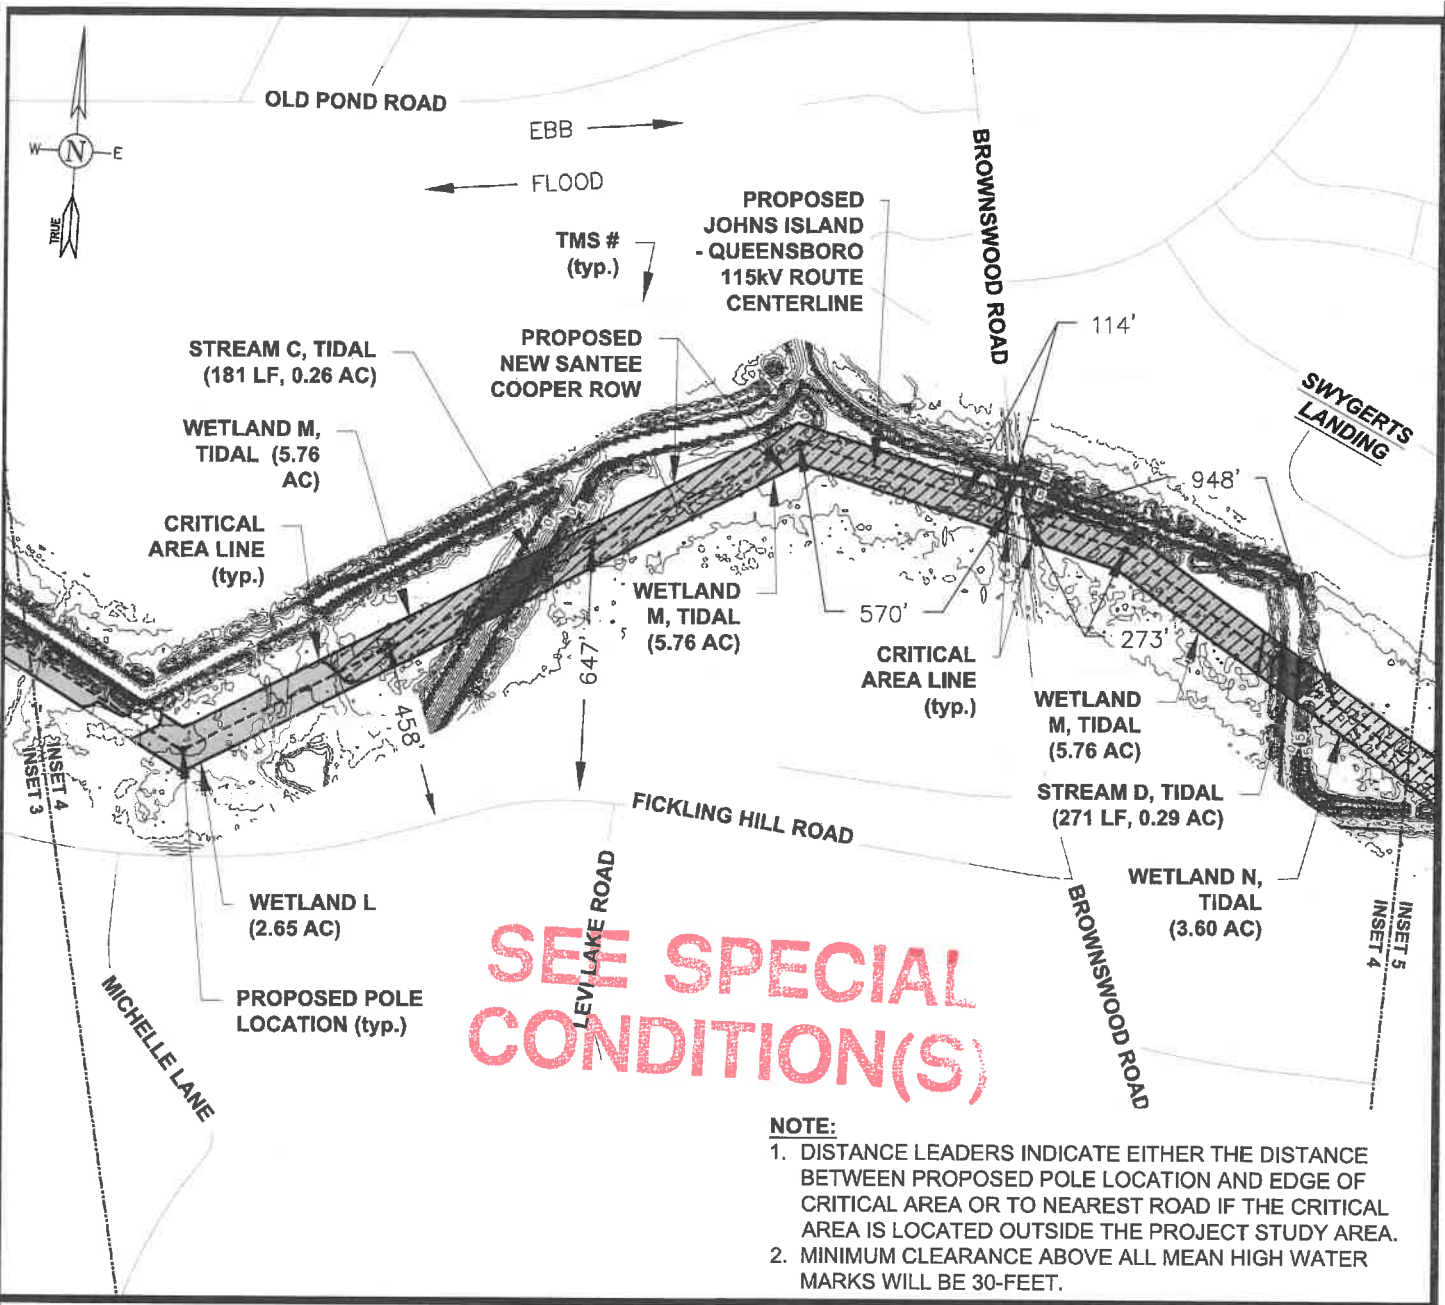 OLD POND ROAD
EBB
FLOOD
W N E
TRUE
TMS #
(typ.)
PROPOSED
JOHNS ISLAND
- QUEENSBORO
115kV ROUTE
CENTERLINE
BROWNSWOOD ROAD
114'
SWYGERTS
LANDING
STREAM C, TIDAL
(181 LF, 0.26 AC)
PROPOSED
NEW SANTEE
COOPER ROW
WETLAND M,
TIDAL (5.76
AC)
CRITICAL
AREA LINE
(typ.)
948'
WETLAND
M, TIDAL
(5.76 AC)
570'
273'
CRITICAL
AREA LINE
(typ.)
647'
458'
WETLAND
M, TIDAL
(5.76 AC)
STREAM D, TIDAL
(271 LF, 0.29 AC)
INSET 4
INSET 3
FICKLING HILL ROAD
WETLAND L
(2.65 AC)
LEVI LAKE ROAD
WETLAND N,
TIDAL
(3.60 AC)
INSET 5
INSET 4
BROWNSWOOD ROAD
PROPOSED POLE
LOCATION (typ.)
MICHELLE LANE
SEE SPECIAL
CONDITION(S)
NOTE:
1. DISTANCE LEADERS INDICATE EITHER THE DISTANCE
BETWEEN PROPOSED POLE LOCATION AND EDGE OF
CRITICAL AREA OR TO NEAREST ROAD IF THE CRITICAL
AREA IS LOCATED OUTSIDE THE PROJECT STUDY AREA.
2. MINIMUM CLEARANCE ABOVE ALL MEAN HIGH WATER
MARKS WILL BE 30-FEET.